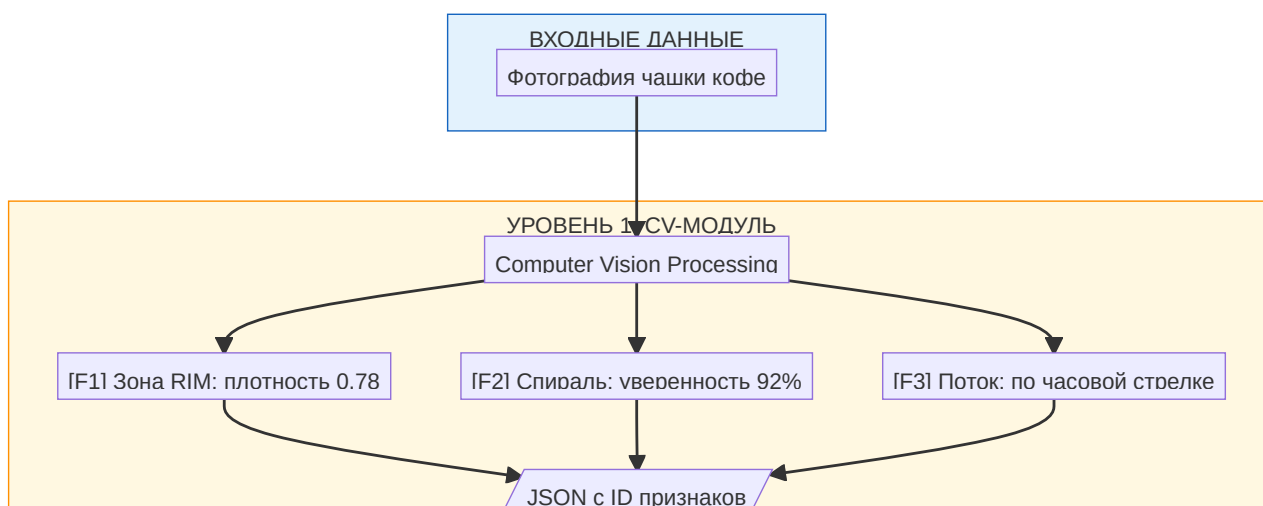 ВХОДНЫЕ ДАННЫЕ
Фотография чашки кофе
УРОВЕНЬ 1: CV-МОДУЛЬ
Computer Vision Processing
[F1] Зона RIM: плотность 0.78
[F2] Спираль: уверенность 92%
[F3] Поток: по часовой стрелке
JSON с ID признаков